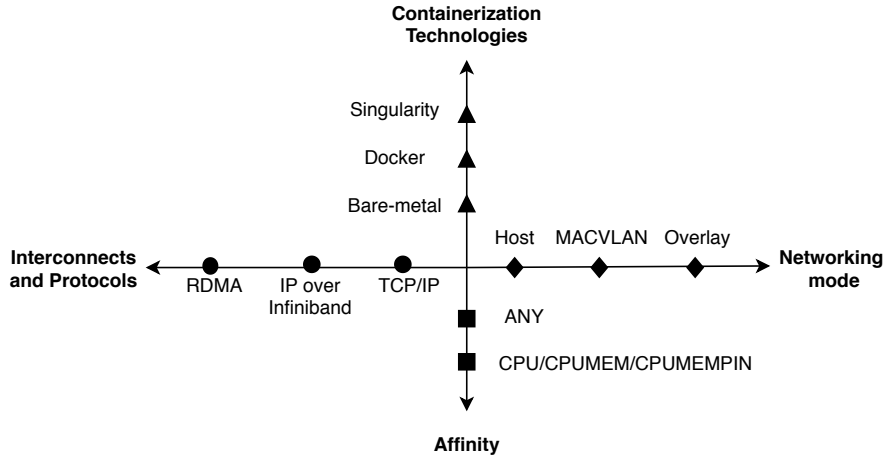 Containerization
Technologies
Singularity
Docker
Bare-metal
Host MACVLAN Overlay
Interconnects
and Protocols
Networking
mode
RDMA IP over TCP/IP
Infiniband
ANY
CPU/CPUMEM/CPUMEMPIN
Affinity